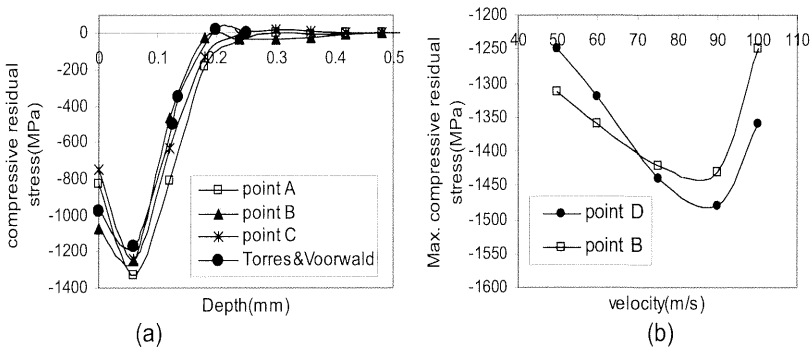 0
-200
-400
-600
-800
-1000
-1200
-1400
0 0.1 0.2 0.3 0.4 0.5
compressive residual
stress(MPa)
point A
point B
point C
Torres&Voorwald
Depth(mm)
(a)
-1200
-1250
-1300
-1350
-1400
-1450
-1500
-1550
-1600
40 50 60 70 80 90 100 110
Max. compressive residual
stress(MPa)
point D
point B
velocity(m/s)
(b)